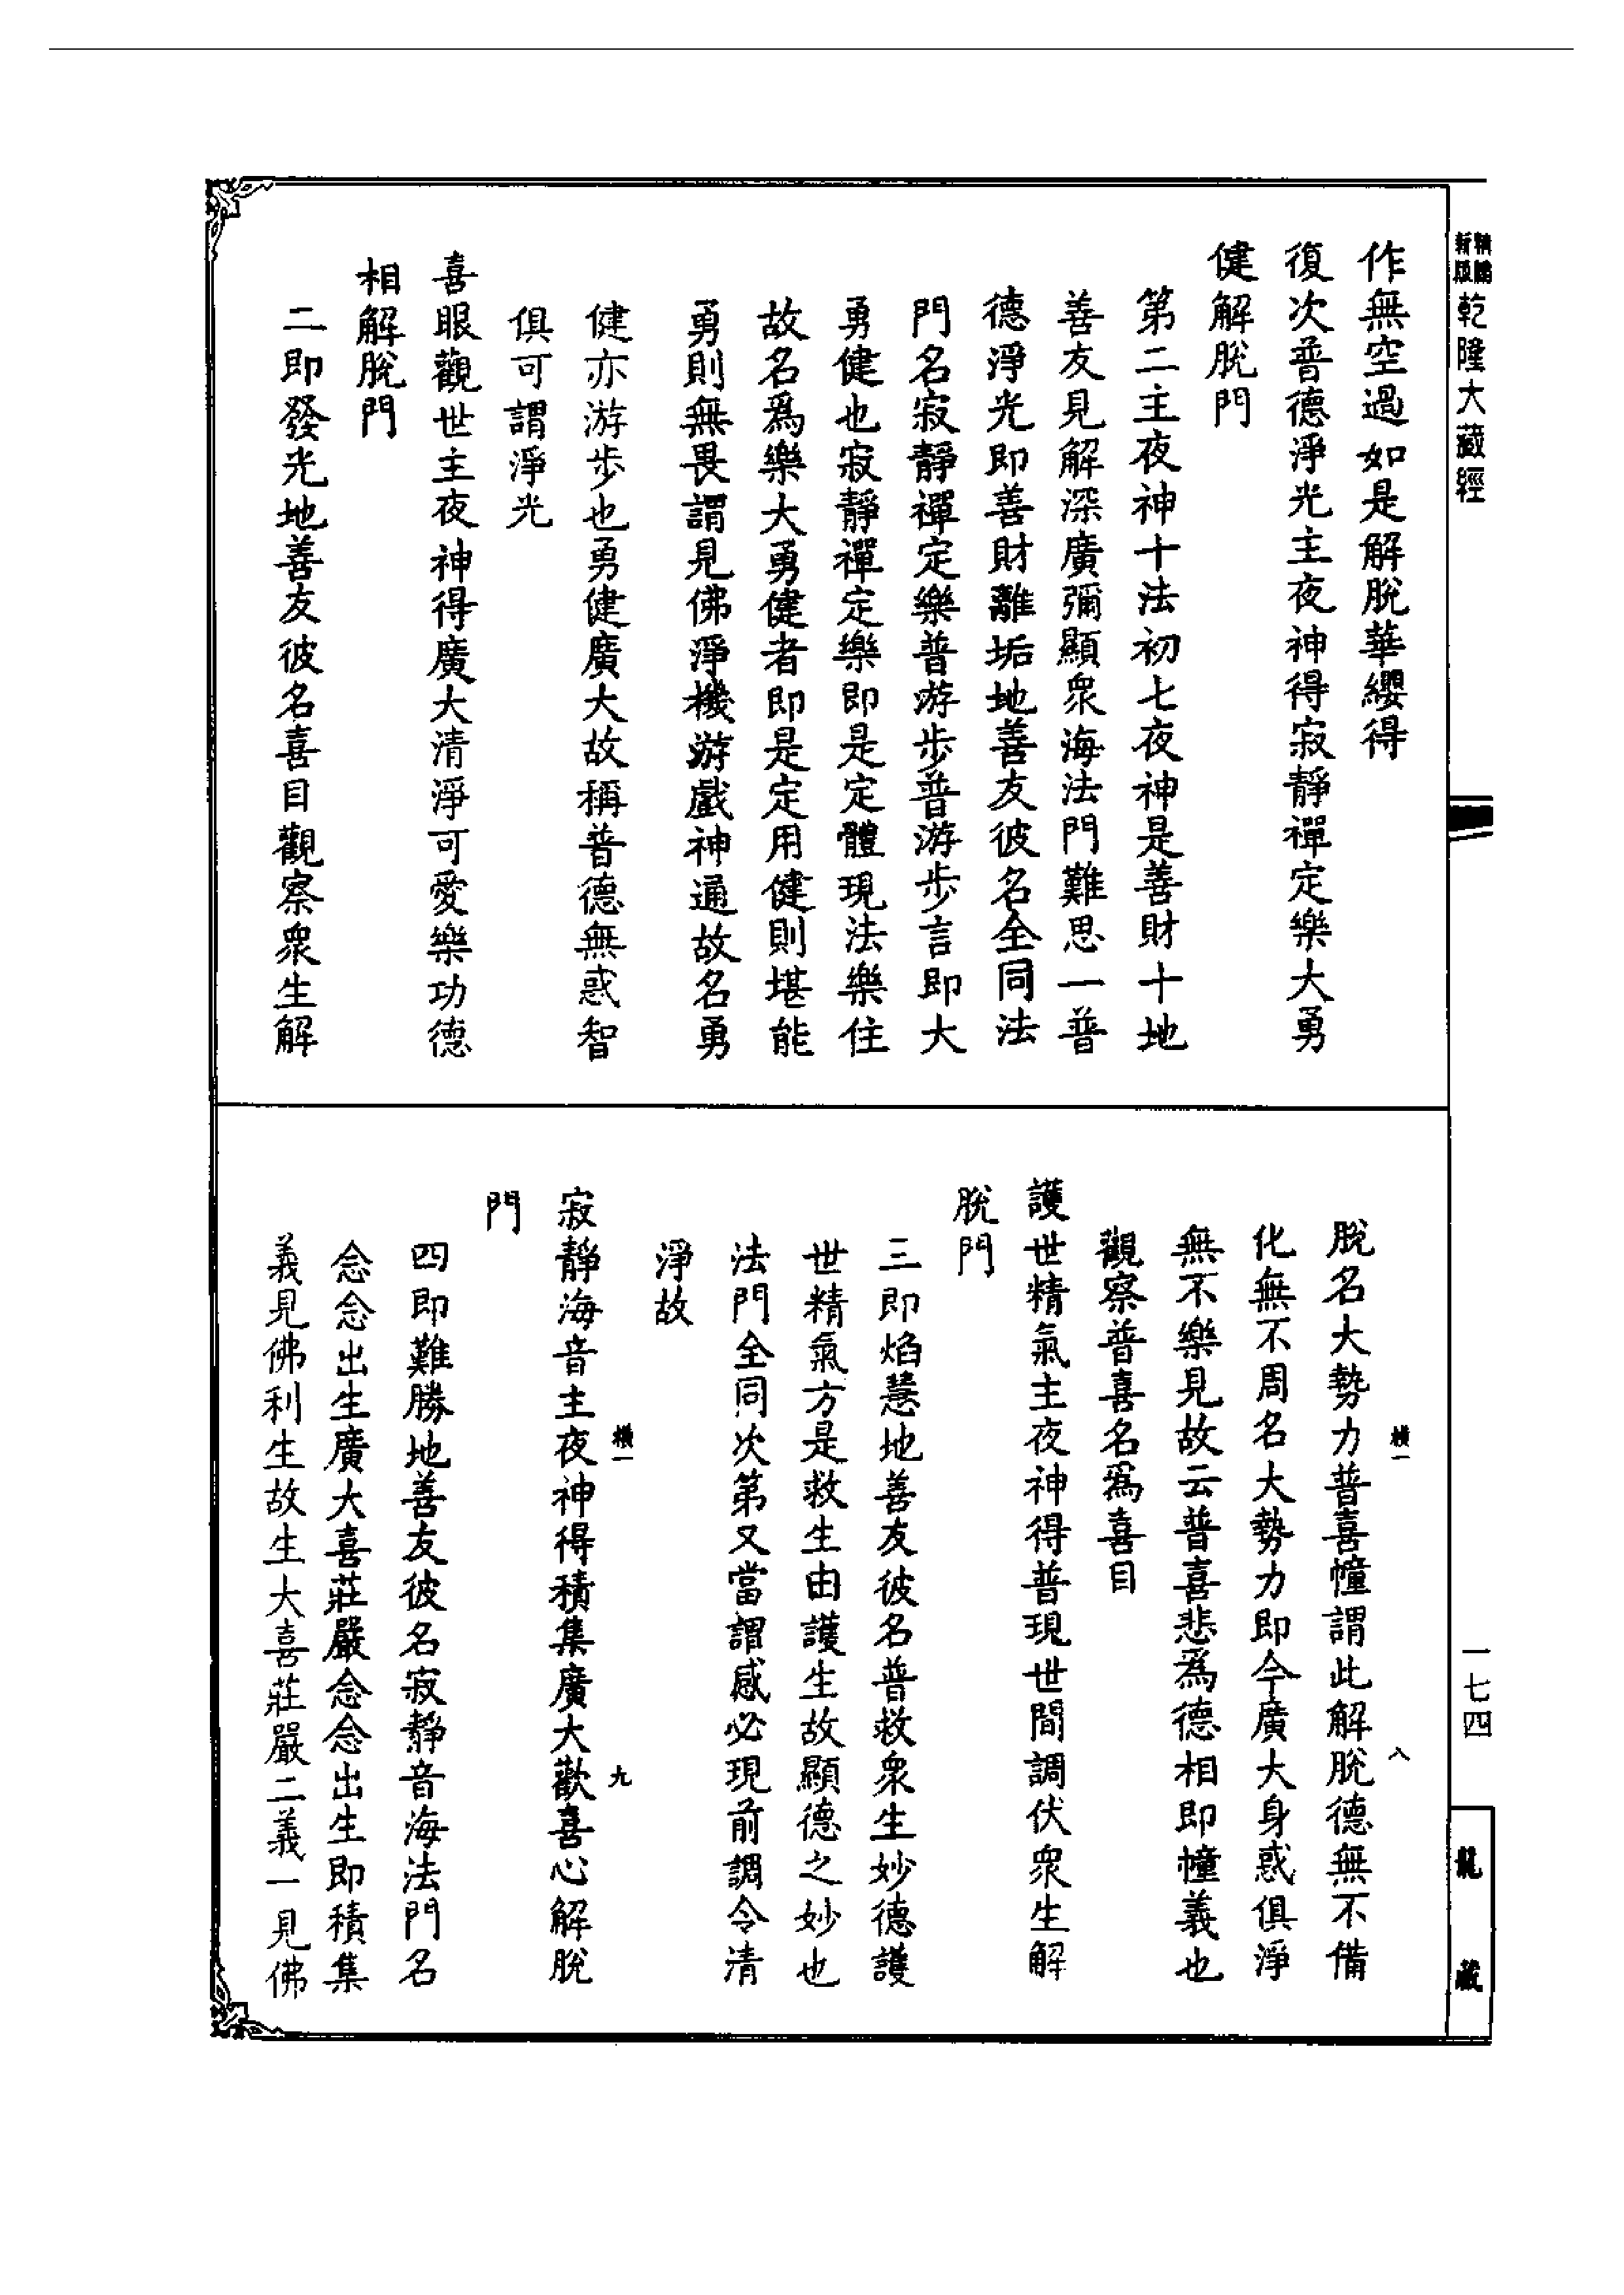 新版
精縮
乾隆大藏經
一七四
龍藏
作無空過如是解脫華纓得
復次普德淨光主夜神得寂靜禪定樂大勇
健解脫門
第二主夜神十法初七夜神是善財十地
善友見解深廣彌顯衆海法門難思一普
德淨光即善財離垢地善友彼名全同法
門名寂靜禪定樂普游步普游步言即大
勇健也寂靜禪定樂即是定體現法樂住
故名爲樂大勇健者即是定用健則堪能
勇則無畏謂見佛淨機游戲神通故名勇
健亦游步也勇健廣大故稱普德無惑智
俱可謂淨光
喜眼觀世主夜神得廣大清淨可愛樂功德
相解脫門
二即發光地善友彼名喜目觀察衆生解
橫一
八
脫名大勢力普喜幢謂此解脫德無不備
化無不周名大勢力即今廣大身惑俱淨
無不樂見故云普喜悲爲德相即幢義也
觀察普喜名爲喜目
護世精氣主夜神得普現世間調伏衆生解
脫門
三即焰慧地善友彼名普救衆生妙德護
世精氣方是救生由護生故顯德之妙也
法門全同次第又當謂感必現前調令清
淨故
橫一
九
寂靜海音主夜神得積集廣大歡喜心解脫
門
四即難勝地善友彼名寂靜音海法門名
念念出生廣大喜莊嚴念念出生即積集
義見佛利生故生大喜莊嚴二義一見佛